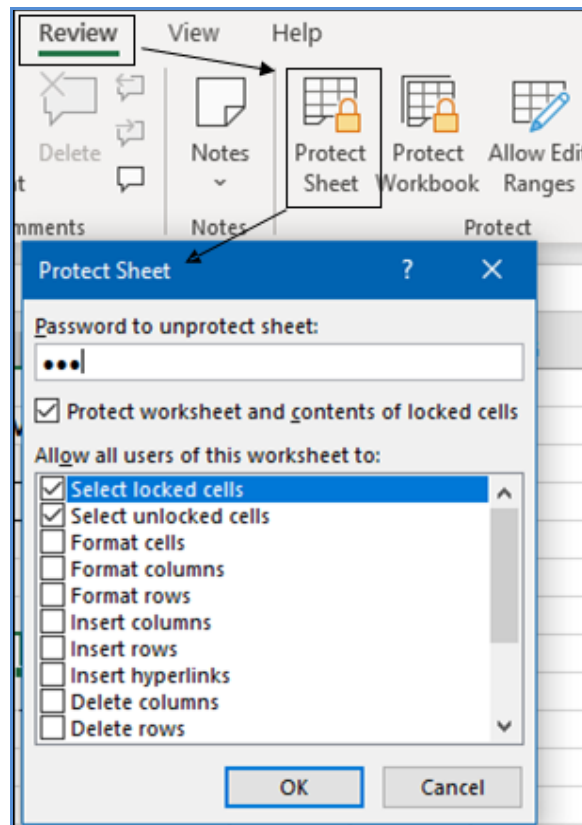 Review View Help
Delete
Notes
Protect Sheet
Protect Workbook
Allow Edit Ranges
Notes
Protect
Protect Sheet ? ×
Password to unprotect sheet:
•••
Protect worksheet and contents of locked cells
Allow all users of this worksheet to:
Select locked cells
Select unlocked cells
Format cells
Format columns
Format rows
Insert columns
Insert rows
Insert hyperlinks
Delete columns
Delete rows
OK Cancel